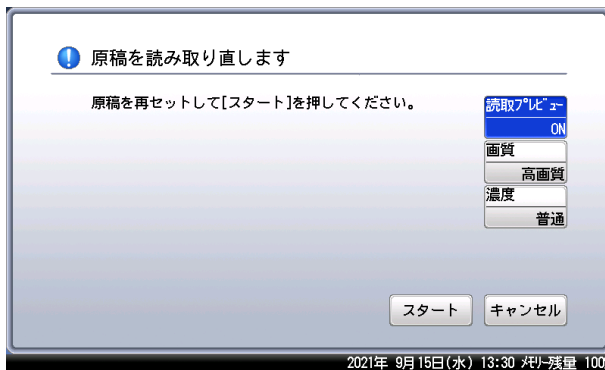 原稿を読み取り直します
原稿を再セットして[スタート]を押してください。
読取ﾌﾟﾚﾋﾞｭｰ
ON
画質
高画質
濃度
普通
スタート
キャンセル
2021年 9月15日(水) 13:30 ﾒﾓﾘｰ残量 100